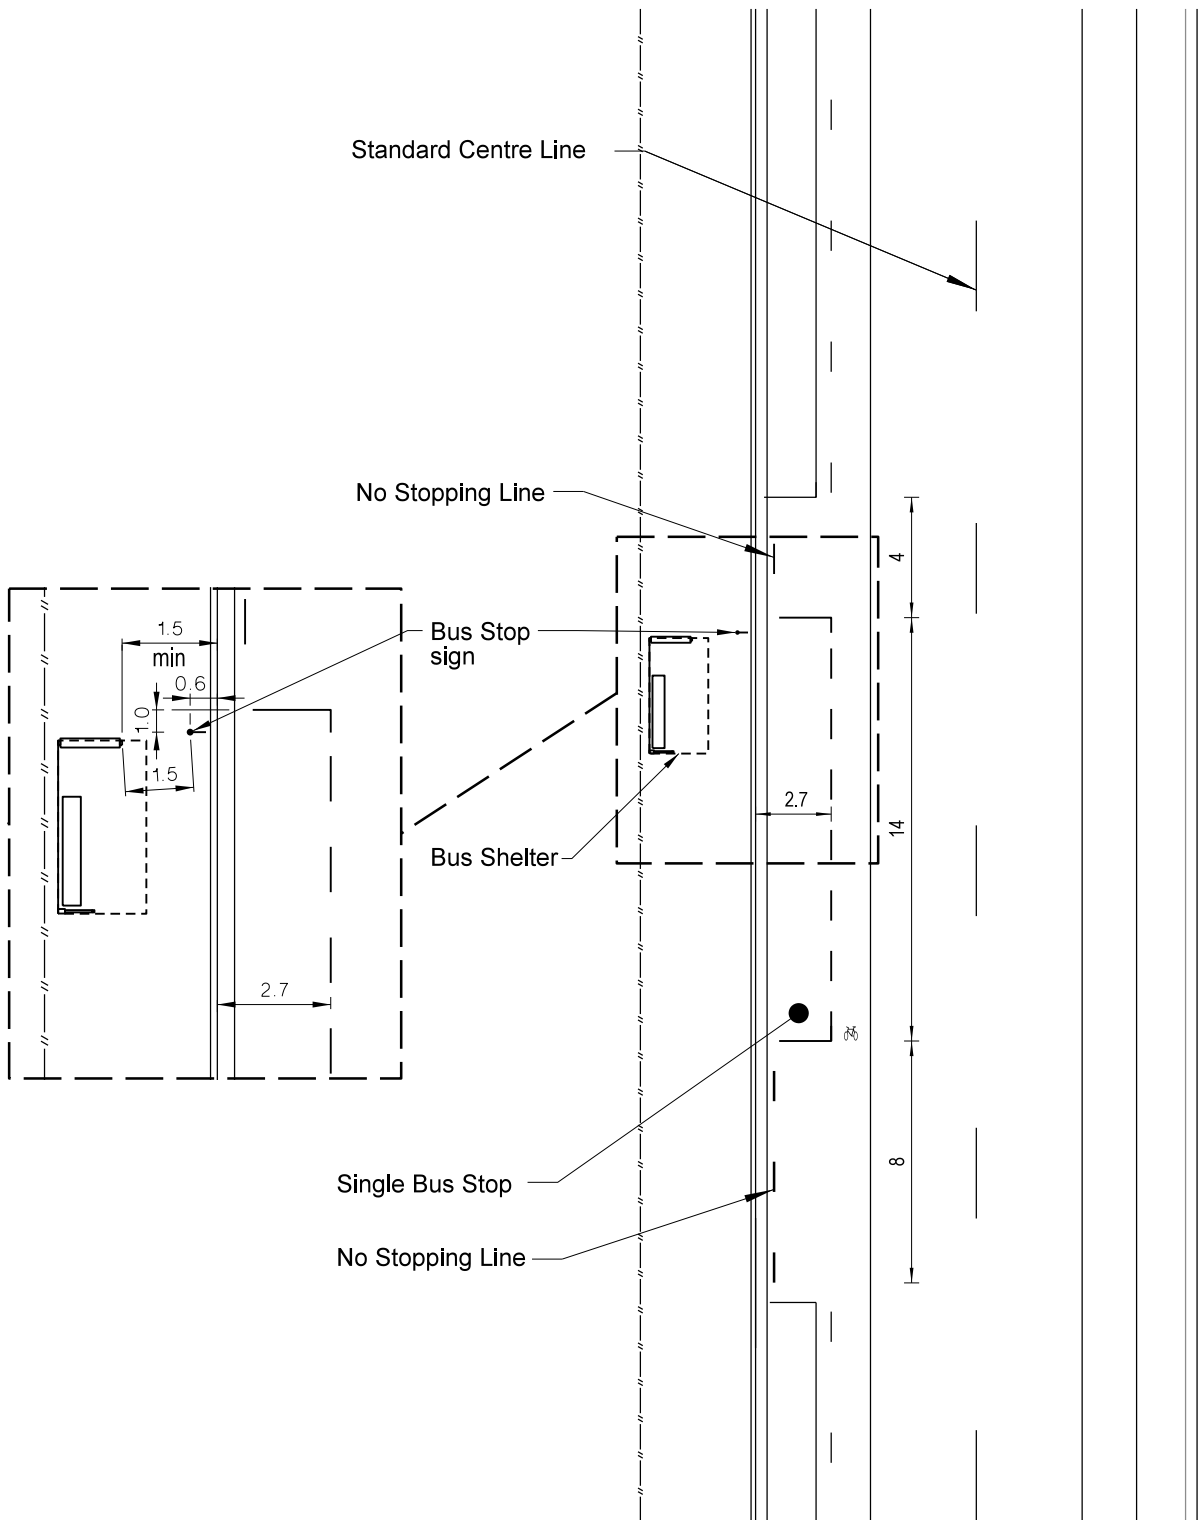 Standard Centre Line
No Stopping Line
4
1.5
min
Bus Stop
sign
0.6
1.0
1.5
2.7
14
Bus Shelter
2.7
8
Single Bus Stop
No Stopping Line